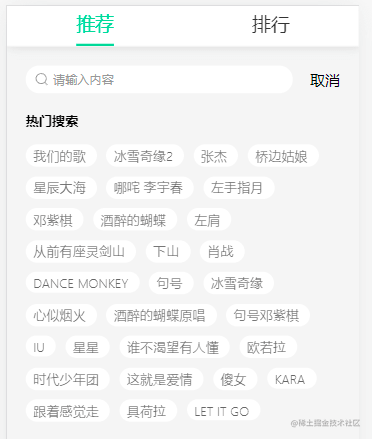 推荐 排行
请输入内容 取消
热门搜索
我们的歌 冰雪奇缘2 张杰 桥边姑娘
星辰大海 哪咤 李宇春 左手指月
邓紫棋 酒醉的蝴蝶 左肩
从前有座灵剑山 下山 肖战
DANCE MONKEY 句号 冰雪奇缘
心似烟火 酒醉的蝴蝶原唱 句号邓紫棋
IU 星星 谁不渴望有人懂 欧若拉
时代少年团 这就是爱情 傻女 KARA
跟着感觉走 具荷拉 LET IT GO
@稀土掘金技术社区